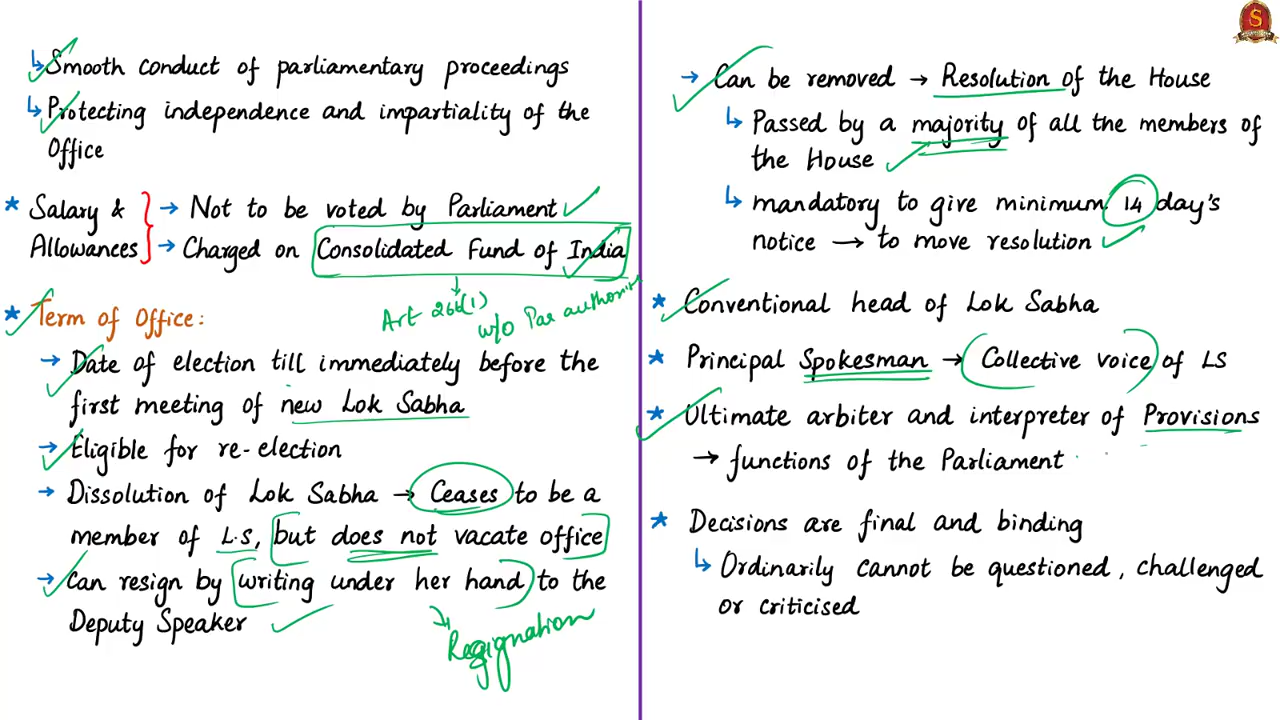 ↳ Smooth conduct of parliamentary proceedings
↳ Protecting independence and impartiality of the
Office
* Salary &
Allowances
→ Not to be voted by Parliament
→ Charged on Consolidated Fund of India
Art 266(1)
w/o Par authority
* Term of Office:
→ Date of election till immediately before the
first meeting of new Lok Sabha
→ Eligible for re-election
→ Dissolution of Lok Sabha → Ceases to be a
member of L.S, but does not vacate office
→ Can resign by writing under her hand to the
Deputy Speaker
Regignation
→ Can be removed → Resolution of the House
↳ Passed by a majority of all the members of
the House
↳ mandatory to give minimum 14 day's
notice → to move resolution
* Conventional head of Lok Sabha
* Principal Spokesman → Collective voice of LS
* Ultimate arbiter and interpreter of Provisions
→ functions of the Parliament
* Decisions are final and binding
↳ Ordinarily cannot be questioned, challenged
or criticised
S